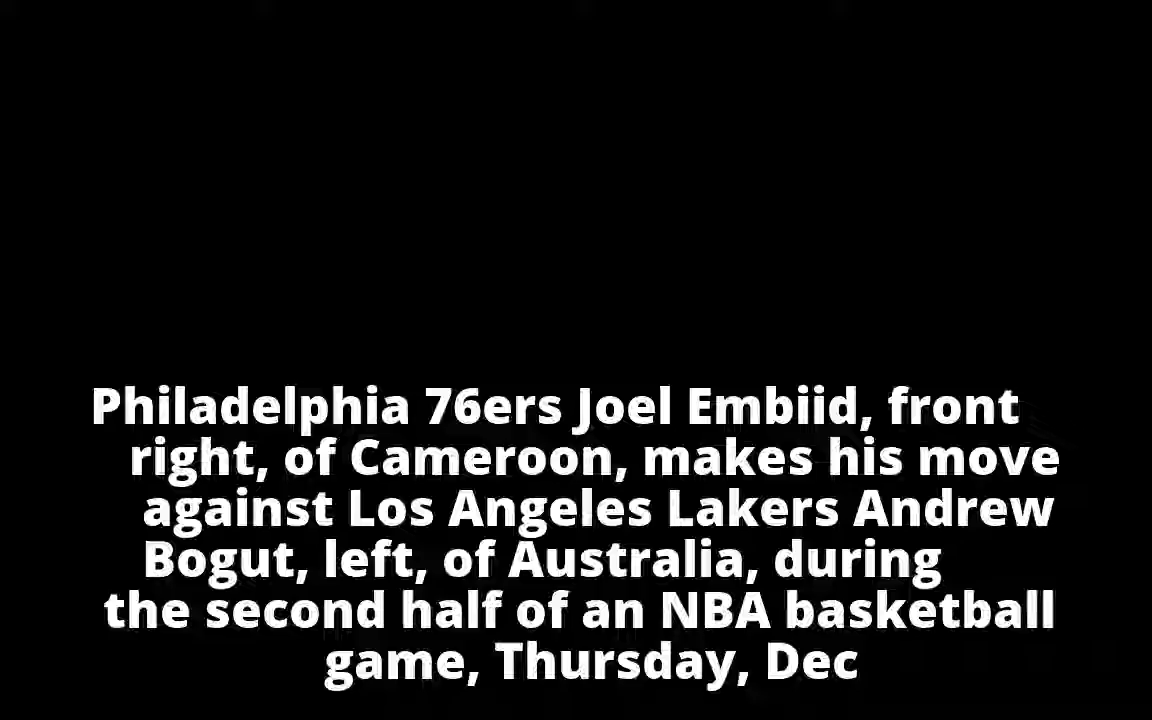 Philadelphia 76ers Joel Embiid, front
right, of Cameroon, makes his move
against Los Angeles Lakers Andrew
Bogut, left, of Australia, during
the second half of an NBA basketball
game, Thursday, Dec